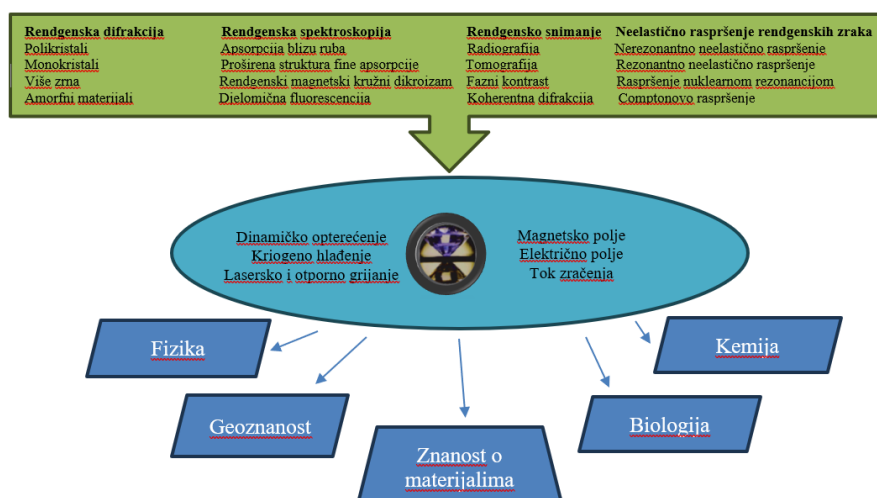 Rendgenska difrakcija
Polikristali
Monokristali
Više zrna
Amorfni materijali
Rendgenska spektroskopija
Apsorpcija blizu ruba
Proširena struktura fine apsorpcije
Rendgenski magnetski kružni dikroizam
Djelomična fluorescencija
Rendgensko snimanje
Radiografija
Tomografija
Fazni kontrast
Koherentna difrakcija
Neelastično raspršenje rendgenskih zraka
Nerezonantno neelastično raspršenje
Rezonantno neelastično raspršenje
Raspršenje nuklearnom rezonancijom
Comptonovo raspršenje
Dinamičko opterećenje
Kriogeno hlađenje
Lasersko i otporno grijanje
Magnetsko polje
Električno polje
Tok zračenja
Fizika
Kemija
Geoznanost
Biologija
Znanost o
materijalima